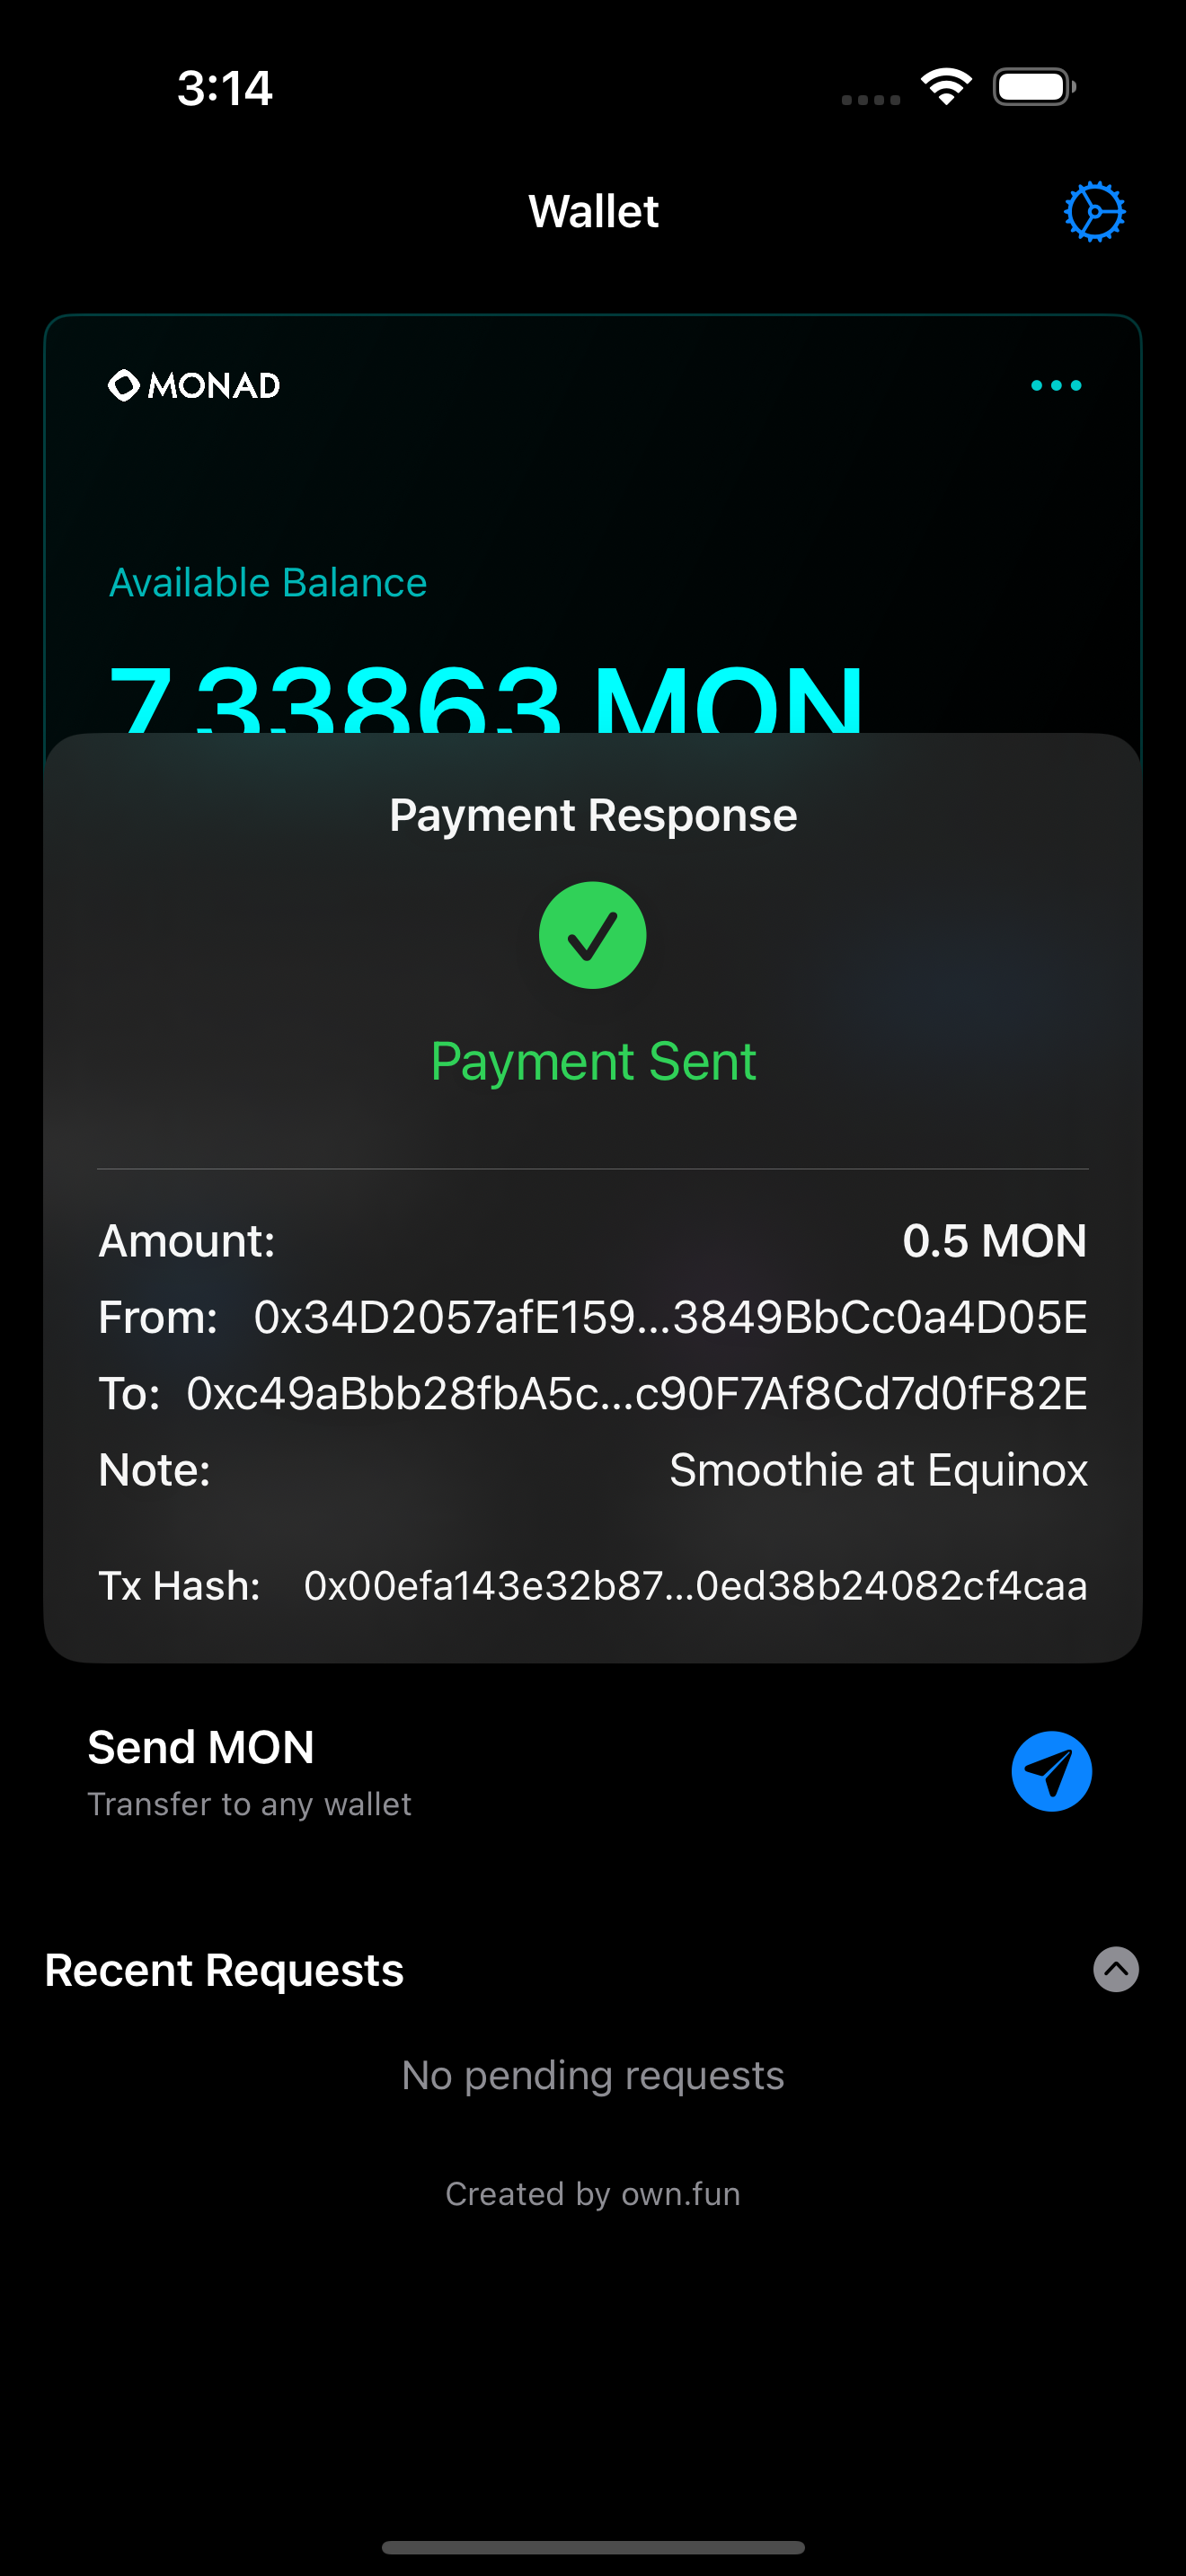 3:14
Wallet
MONAD
Available Balance
7.33863 MON
Payment Response
Payment Sent
Amount: 0.5 MON
From: 0x34D2057afE159...3849BbCc0a4D05E
To: 0xc49aBbb28fbA5c...c90F7Af8Cd7d0fF82E
Note: Smoothie at Equinox
Tx Hash: 0x00efa143e32b87...0ed38b24082cf4caa
Send MON
Transfer to any wallet
Recent Requests
No pending requests
Created by own.fun